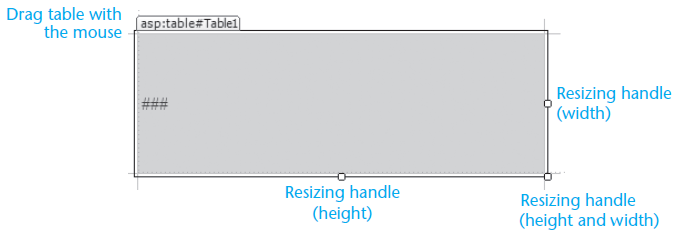 Drag table with
the mouse
asp:table#Table1
###
Resizing handle
(width)
Resizing handle
(height)
Resizing handle
(height and width)